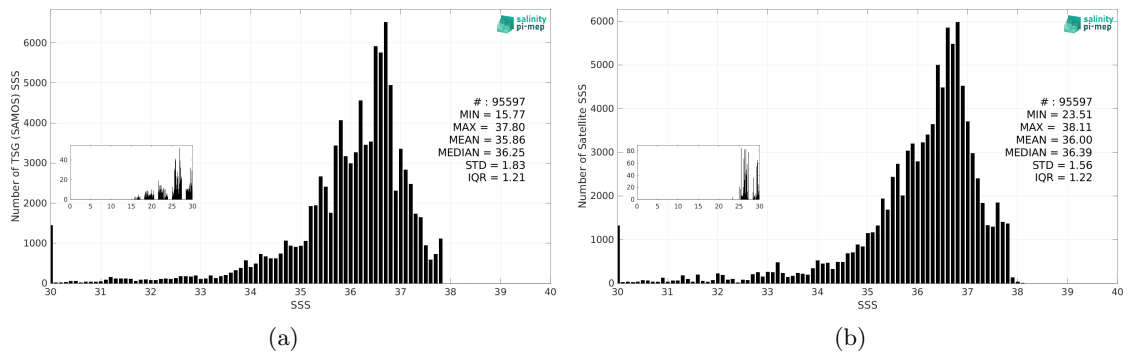 salinity
pi-mep
Number of TSG (SAMOS) SSS
6000
5000
4000
3000
2000
1000
0
# : 95597
MIN = 15.77
MAX = 37.80
MEAN = 35.86
MEDIAN = 36.25
STD = 1.83
IQR = 1.21
40
20
0
0 5 10 15 20 25 30
30 31 32 33 34 35 36 37 38 39 40
SSS
(a)
salinity
pi-mep
Number of Satellite SSS
6000
5000
4000
3000
2000
1000
0
# : 95597
MIN = 23.51
MAX = 38.11
MEAN = 36.00
MEDIAN = 36.39
STD = 1.56
IQR = 1.22
80
60
40
20
0
0 5 10 15 20 25 30
30 31 32 33 34 35 36 37 38 39 40
SSS
(b)